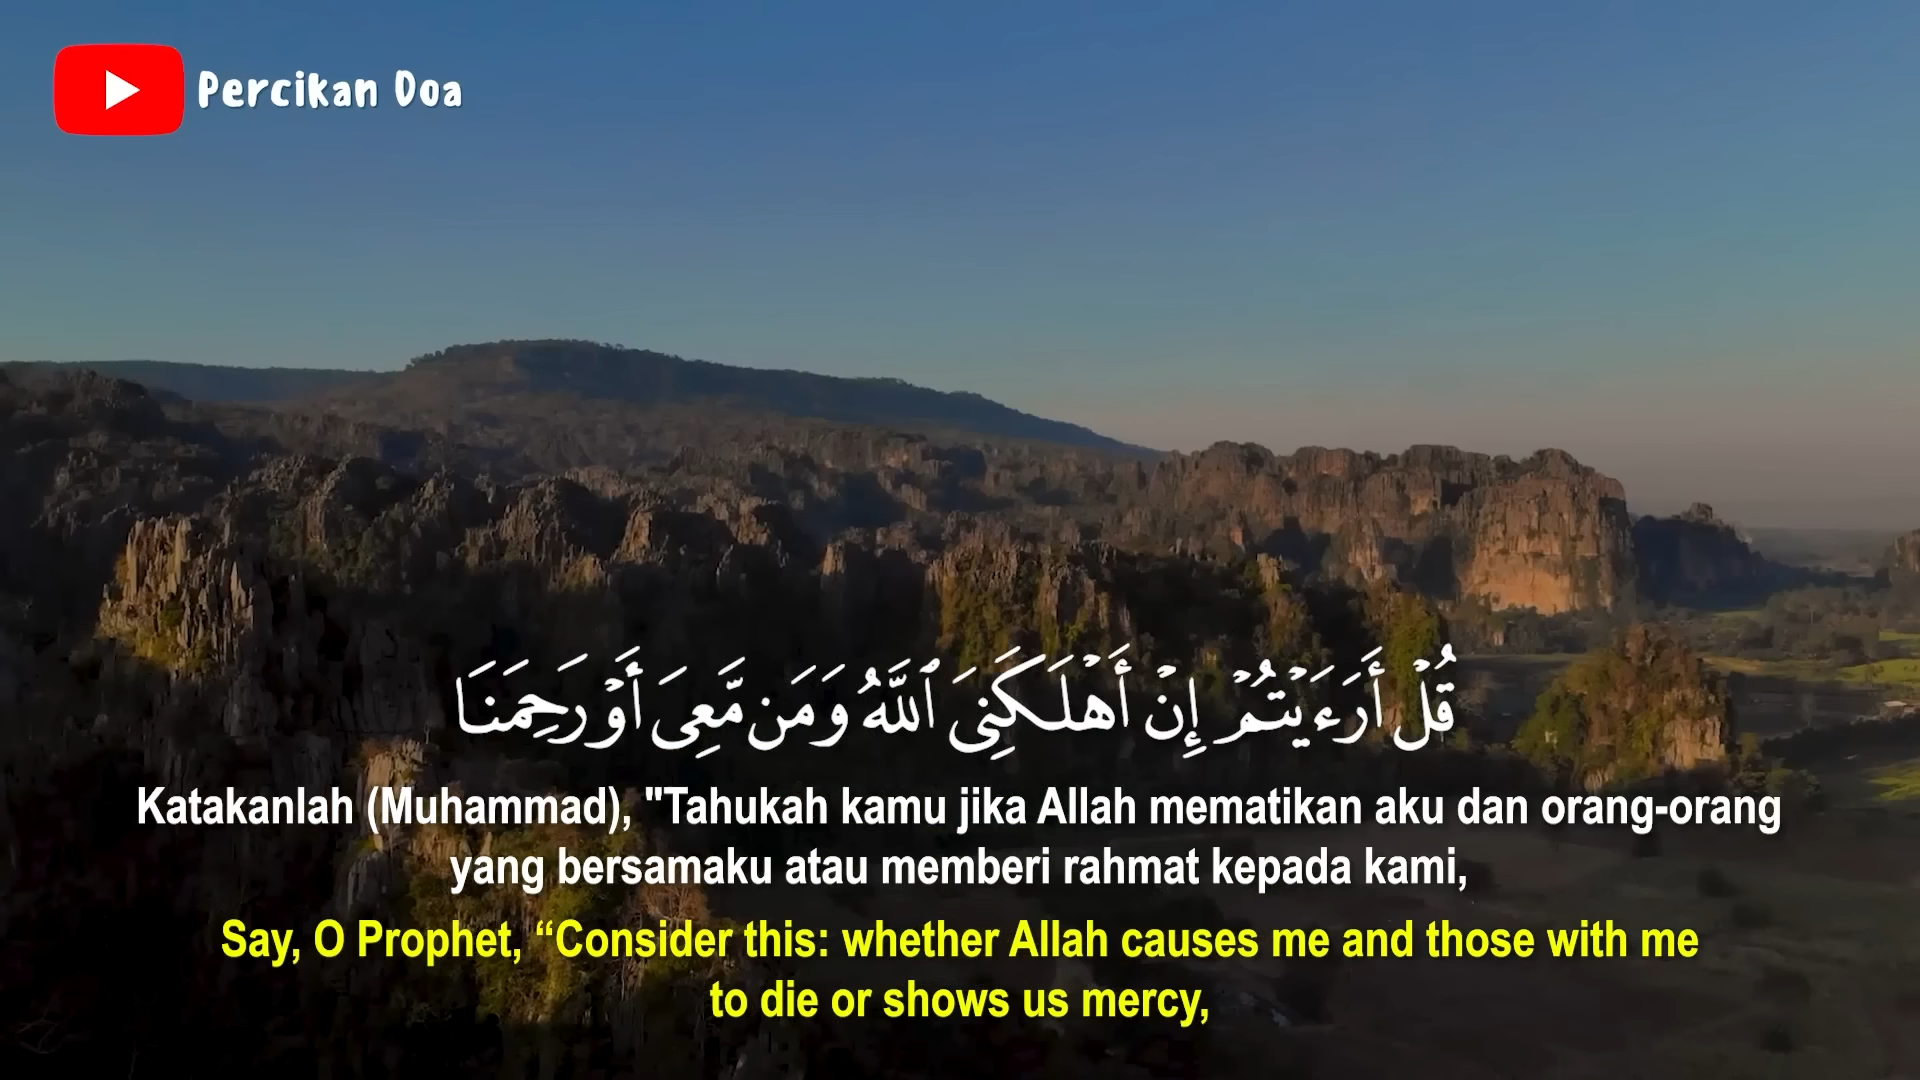 Percikan Doa
قُلْ أَرَءَيْتُمْ إِنْ أَهْلَكَنِىَ ٱللَّهُ وَمَن مَّعِىَ أَوْ رَحِمَنَا
Katakanlah (Muhammad), "Tahukah kamu jika Allah mematikan aku dan orang-orang
yang bersamaku atau memberi rahmat kepada kami,
Say, O Prophet, “Consider this: whether Allah causes me and those with me
to die or shows us mercy,